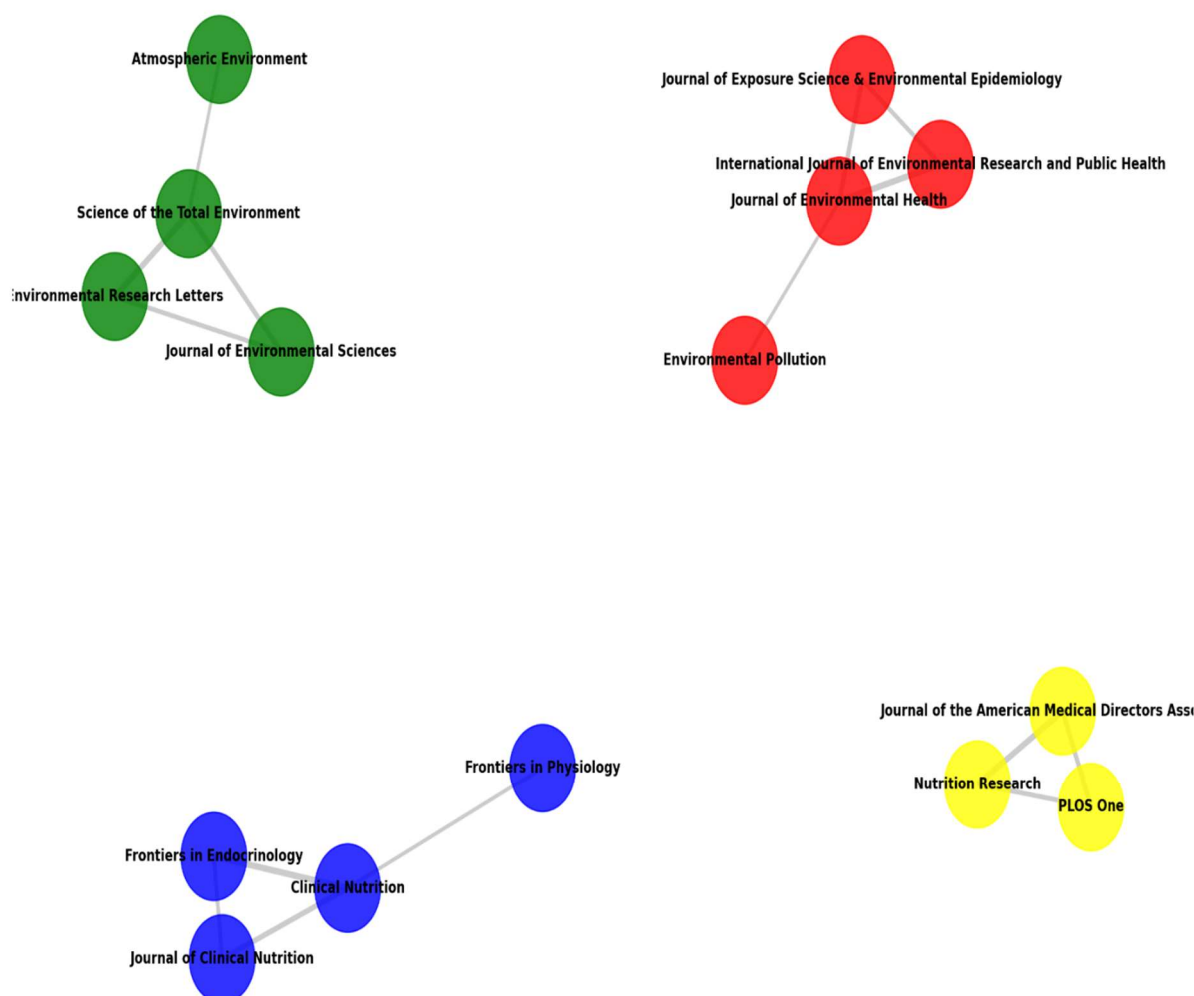 Atmospheric Environment
Journal of Exposure Science & Environmental Epidemiology
International Journal of Environmental Research and Public Health
Journal of Environmental Health
Science of the Total Environment
Environmental Research Letters
Journal of Environmental Sciences
Environmental Pollution
Journal of the American Medical Directors
Frontiers in Physiology
Nutrition Research
PLOS One
Frontiers in Endocrinology
Clinical Nutrition
Journal of Clinical Nutrition